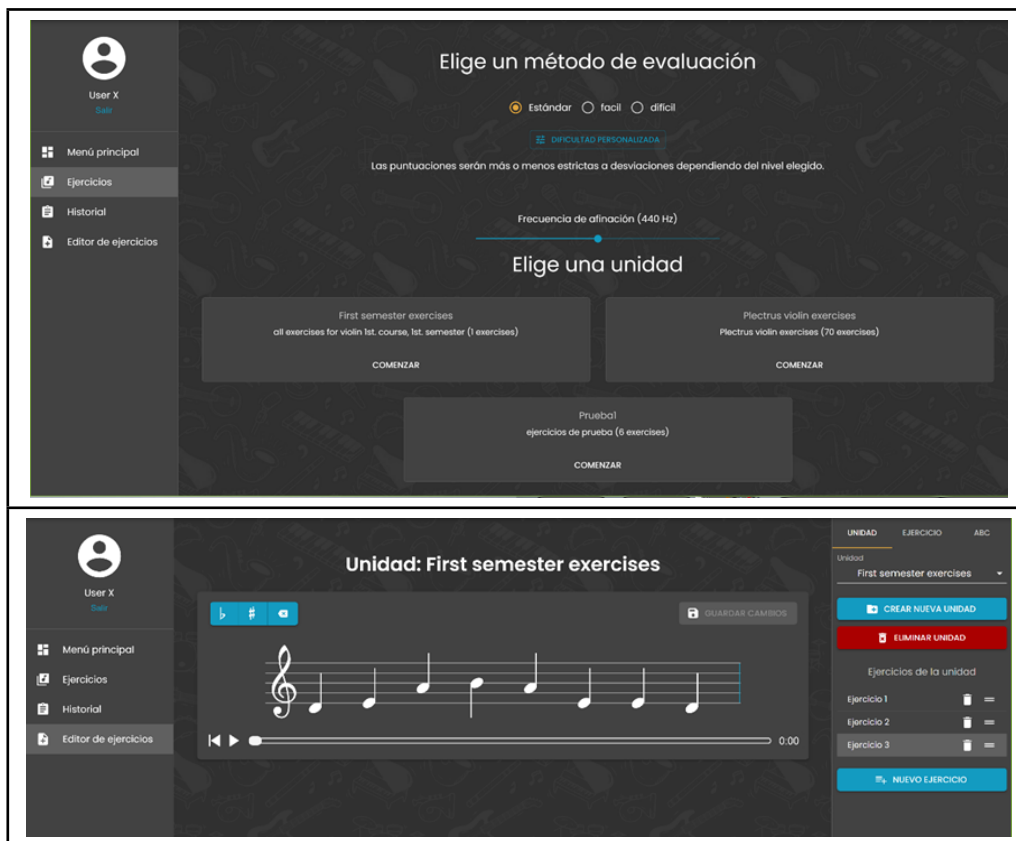 User X
Salir
Menú principal
Ejercicios
Historial
Editor de ejercicios
Elige un método de evaluación
Estándar facil difícil
DIFICULTAD PERSONALIZADA
Las puntuaciones serán más o menos estrictas a desviaciones dependiendo del nivel elegido.
Frecuencia de afinación (440 Hz)
Elige una unidad
First semester exercises
all exercises for violin 1st. course, 1st. semester (1 exercises)
COMENZAR
Plectrus violin exercises
Plectrus violin exercises (70 exercises)
COMENZAR
Prueba1
ejercicios de prueba (6 exercises)
COMENZAR
User X
Salir
Menú principal
Ejercicios
Historial
Editor de ejercicios
Unidad: First semester exercises
GUARDAR CAMBIOS
0:00
UNIDAD EJERCICIO ABC
Unidad
First semester exercises
CREAR NUEVA UNIDAD
ELIMINAR UNIDAD
Ejercicios de la unidad
Ejercicio 1
Ejercicio 2
Ejercicio 3
NUEVO EJERCICIO